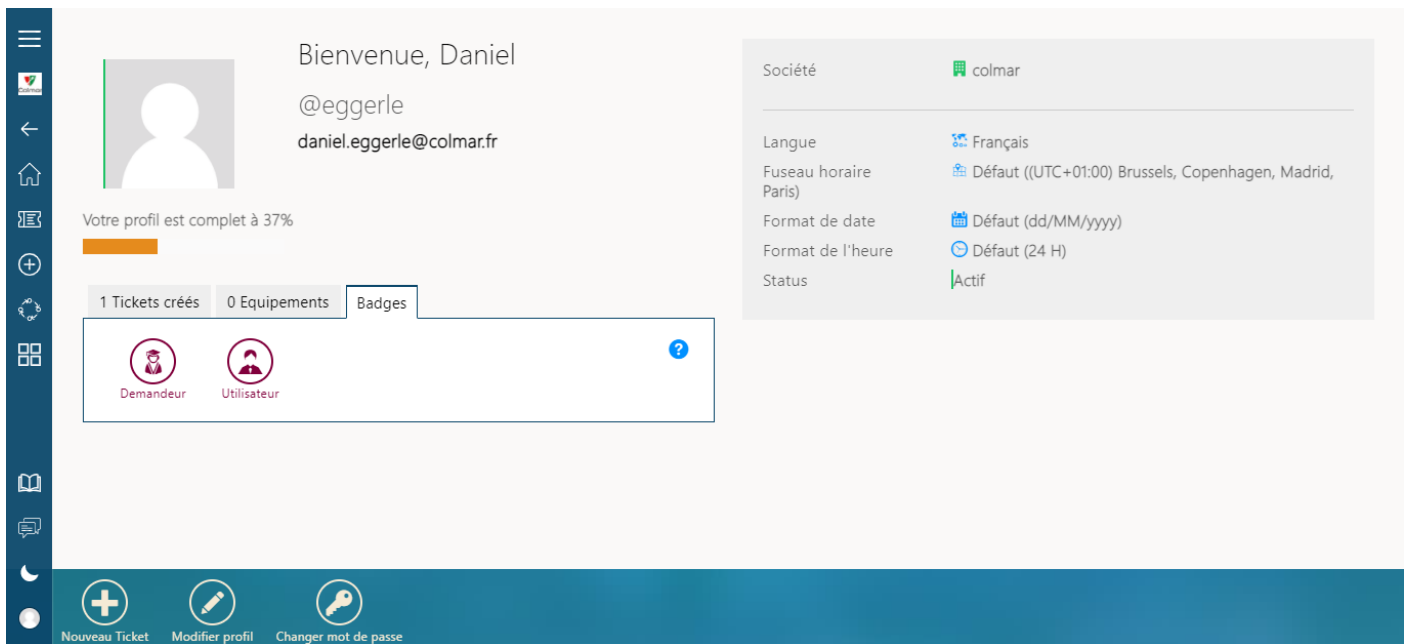 Colmar
Bienvenue, Daniel
@eggerle
daniel.eggerle@colmar.fr
Votre profil est complet à 37%
1 Tickets créés 0 Equipements Badges
?
Demandeur Utilisateur
Société colmar
Langue Français
Fuseau horaire Défaut ((UTC+01:00) Brussels, Copenhagen, Madrid,
Paris)
Format de date Défaut (dd/MM/yyyy)
Format de l'heure Défaut (24 H)
Status Actif
Nouveau Ticket Modifier profil Changer mot de passe